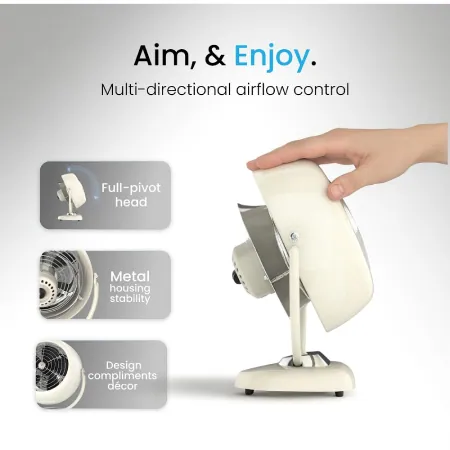 Aim, & Enjoy.
Multi-directional airflow control
Full-pivot
head
Metal
housing
stability
Design
compliments
décor